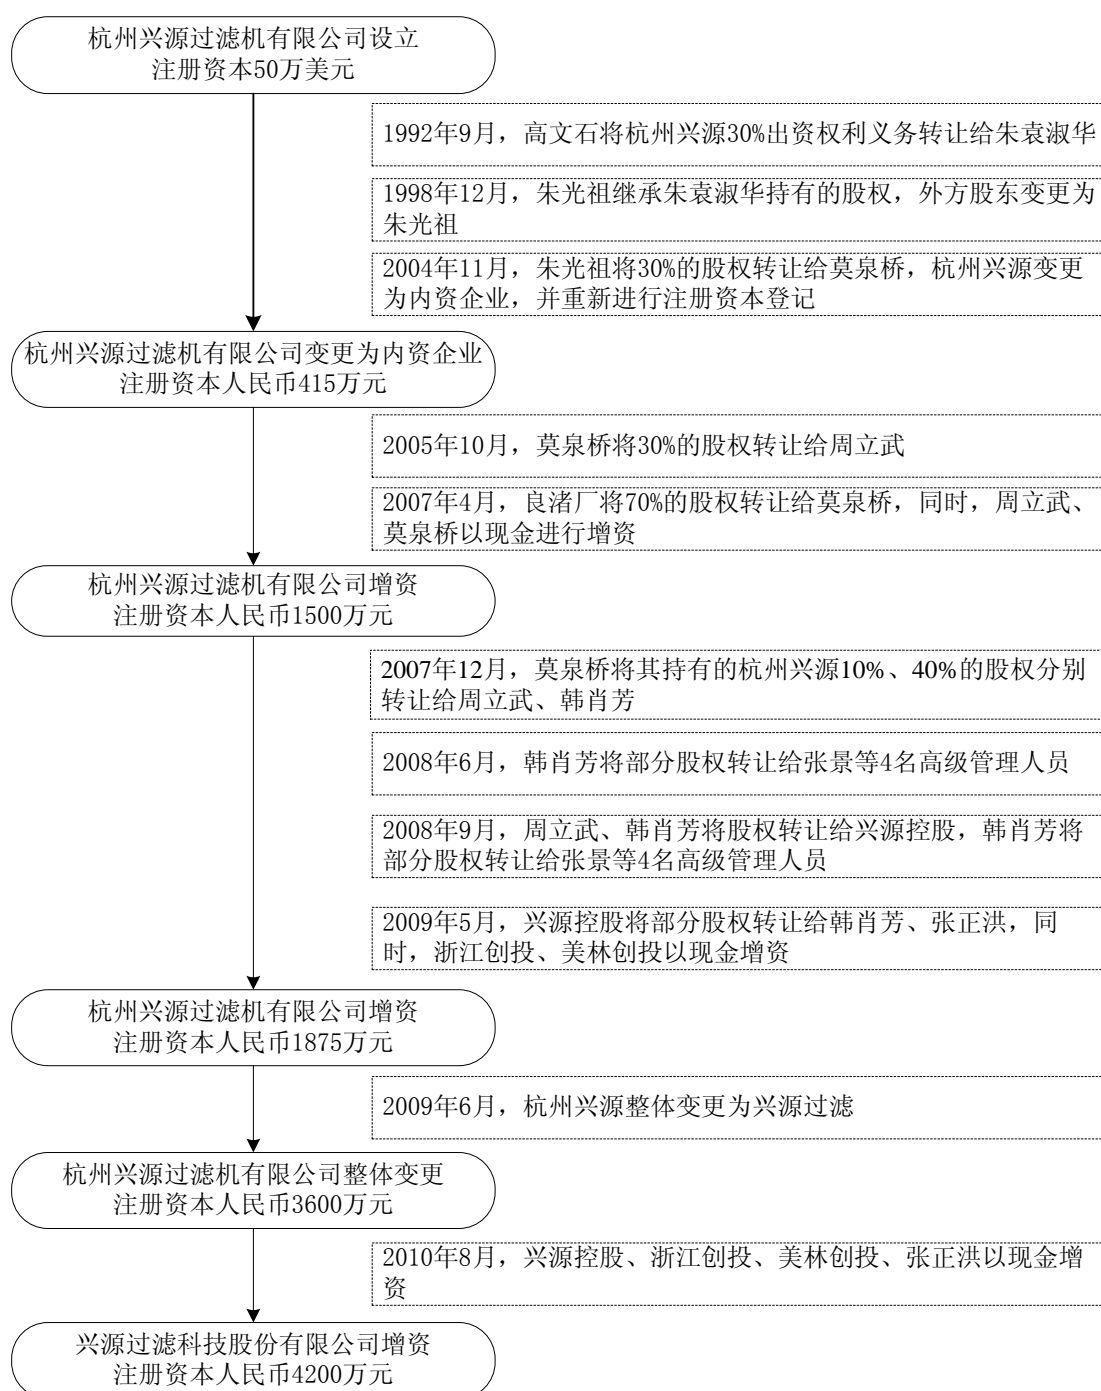 杭州兴源过滤机有限公司设立
注册资本50万美元
1992年9月，高文石将杭州兴源30%出资权利义务转让给朱袁淑华
1998年12月，朱光祖继承朱袁淑华持有的股权，外方股东变更为
朱光祖
2004年11月，朱光祖将30%的股权转让给莫泉桥，杭州兴源变更
为内资企业，并重新进行注册资本登记
杭州兴源过滤机有限公司变更为内资企业
注册资本人民币415万元
2005年10月，莫泉桥将30%的股权转让给周立武
2007年4月，良渚厂将70%的股权转让给莫泉桥，同时，周立武、
莫泉桥以现金进行增资
杭州兴源过滤机有限公司增资
注册资本人民币1500万元
2007年12月，莫泉桥将其持有的杭州兴源10%、40%的股权分别
转让给周立武、韩肖芳
2008年6月，韩肖芳将部分股权转让给张景等4名高级管理人员
2008年9月，周立武、韩肖芳将股权转让给兴源控股，韩肖芳将
部分股权转让给张景等4名高级管理人员
2009年5月，兴源控股将部分股权转让给韩肖芳、张正洪，同
时，浙江创投、美林创投以现金增资
杭州兴源过滤机有限公司增资
注册资本人民币1875万元
2009年6月，杭州兴源整体变更为兴源过滤
杭州兴源过滤机有限公司整体变更
注册资本人民币3600万元
2010年8月，兴源控股、浙江创投、美林创投、张正洪以现金增
资
兴源过滤科技股份有限公司增资
注册资本人民币4200万元